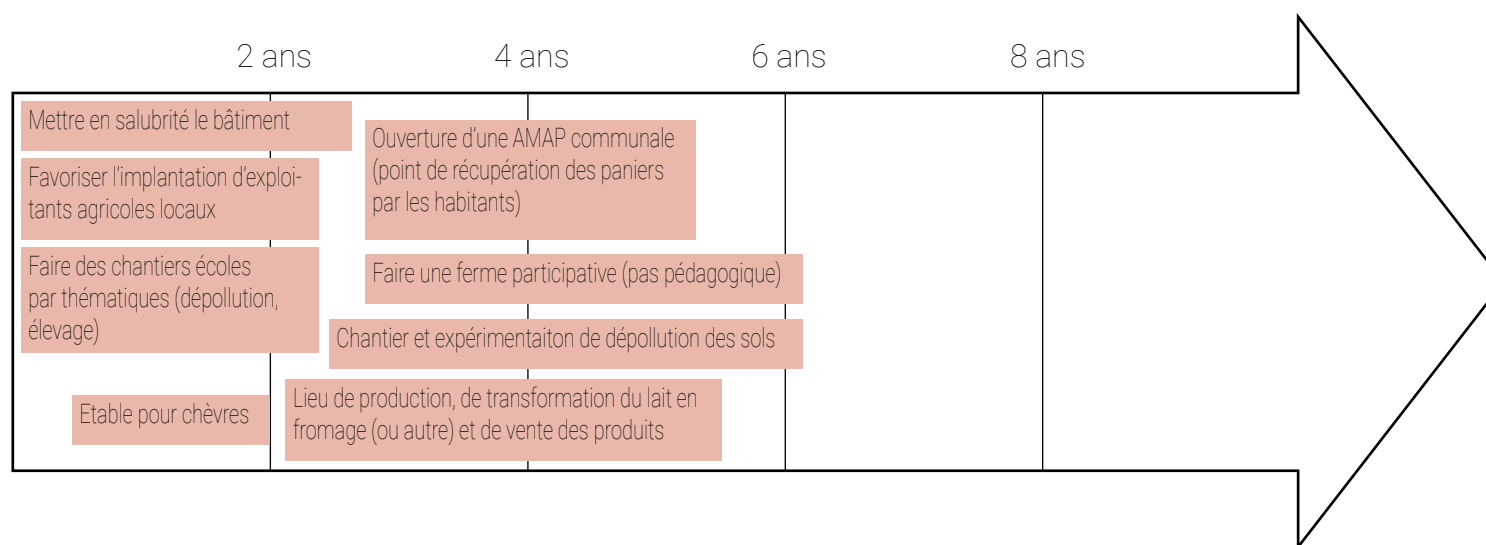 2 ans
4 ans
6 ans
8 ans
Mettre en salubrité le bâtiment
Favoriser l'implantation d'exploi-
tants agricoles locaux
Faire des chantiers écoles
par thématiques (dépollution,
élevage)
Etable pour chèvres
Ouverture d'une AMAP communale
(point de récupération des paniers
par les habitants)
Faire une ferme participative (pas pédagogique)
Chantier et expérimentaiton de dépollution des sols
Lieu de production, de transformation du lait en
fromage (ou autre) et de vente des produits